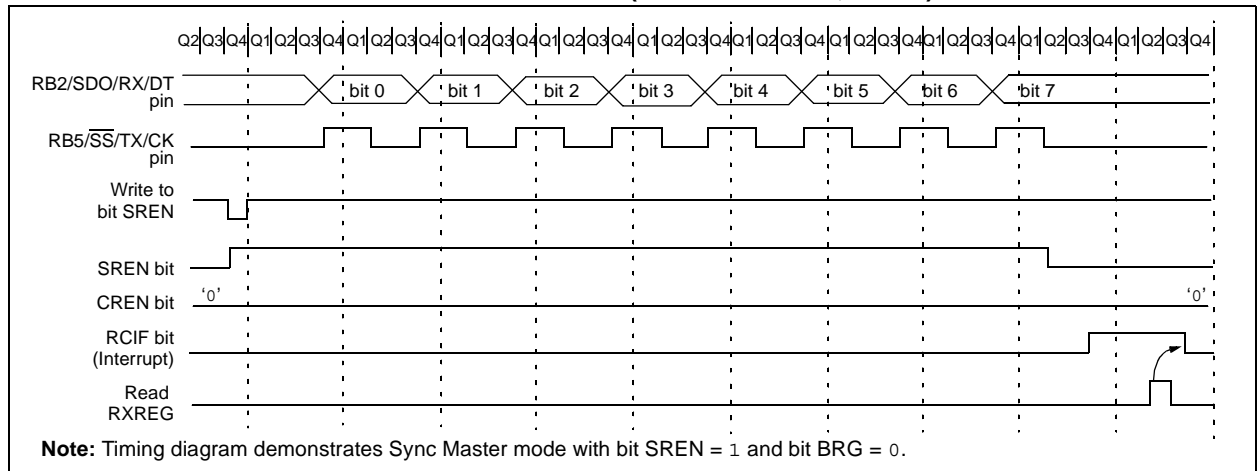 Q2 Q3 Q4 Q1 Q2 Q3 Q4 Q1 Q2 Q3 Q4 Q1 Q2 Q3 Q4 Q1 Q2 Q3 Q4 Q1 Q2 Q3 Q4 Q1 Q2 Q3 Q4 Q1 Q2 Q3 Q4 Q1 Q2 Q3 Q4 Q1 Q2 Q3 Q4 Q1 Q2 Q3 Q4
RB2/SDO/RX/DT
pin
bit 0 bit 1 bit 2 bit 3 bit 4 bit 5 bit 6 bit 7
RB5/SS/TX/CK
pin
Write to
bit SREN
SREN bit
CREN bit
‘0’ ‘0’
RCIF bit
(Interrupt)
Read
RXREG
Note: Timing diagram demonstrates Sync Master mode with bit SREN = 1 and bit BRG = 0.